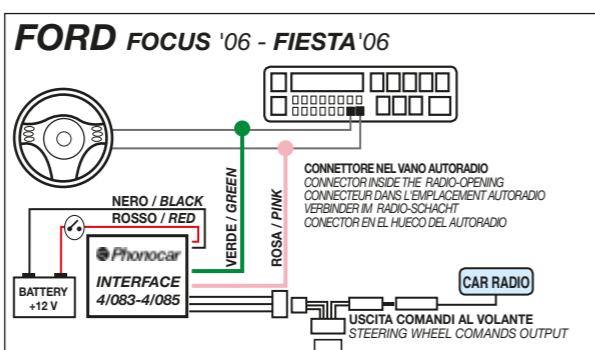 FORD FOCUS '06 - FIESTA'06
CONNETTORE NEL VANO AUTORADIO
CONNECTOR INSIDE THE RADIO-OPENING
CONNECTEUR DANS L'EMPLACEMENT AUTORADIO
VERBINDER IM RADIO-SCHACHT
CONECTOR EN EL HUECO DEL AUTORADIO
NERO / BLACK
ROSSO / RED
VERDE / GREEN
ROSA / PINK
Phonocar
INTERFACE
4/083-4/085
BATTERY
+12 V
CAR RADIO
USCITA COMANDI AL VOLANTE
STEERING WHEEL COMANDS OUTPUT